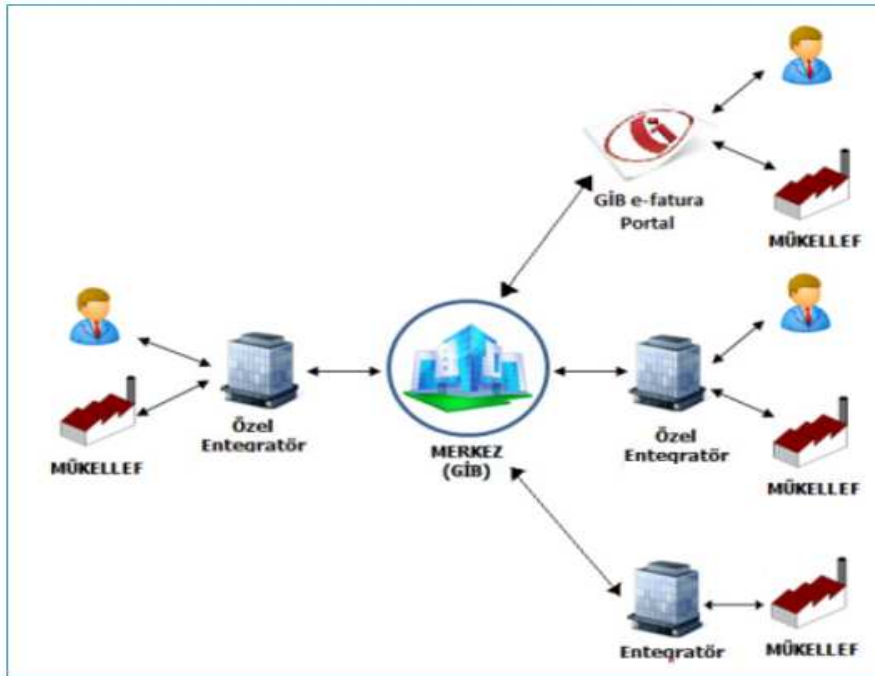 GİB e-fatura
Portal
MÜKELLEF
Özel
Entegratör
MÜKELLEF
MERKEZ
(GİB)
Özel
Entegratör
MÜKELLEF
Entegratör
MÜKELLEF